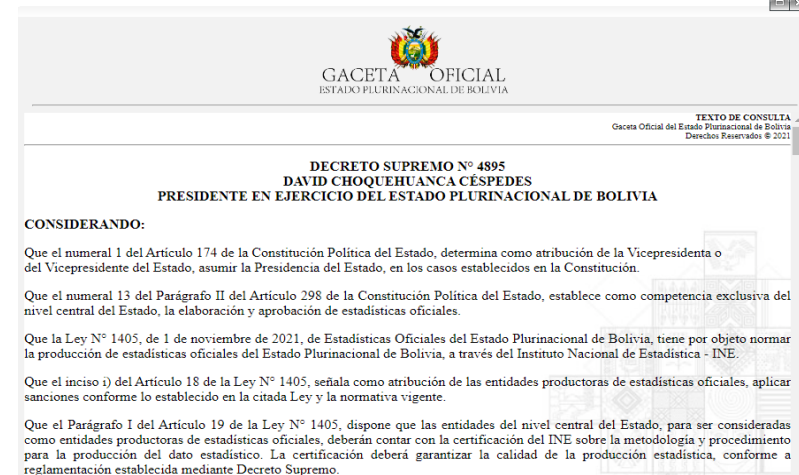 GACETA OFICIAL
ESTADO PLURINACIONAL DE BOLIVIA
TEXTO DE CONSULTA
Gaceta Oficial del Estado Plurinacional de Bolivia
Derechos Reservados © 2021
DECRETO SUPREMO N° 4895
DAVID CHOQUEHUANCA CÉSPEDES
PRESIDENTE EN EJERCICIO DEL ESTADO PLURINACIONAL DE BOLIVIA
CONSIDERANDO:
Que el numeral 1 del Artículo 174 de la Constitución Política del Estado, determina como atribución de la Vicepresidenta o
del Vicepresidente del Estado, asumir la Presidencia del Estado, en los casos establecidos en la Constitución.
Que el numeral 13 del Parágrafo II del Artículo 298 de la Constitución Política del Estado, establece como competencia exclusiva del
nivel central del Estado, la elaboración y aprobación de estadísticas oficiales.
Que la Ley N° 1405, de 1 de noviembre de 2021, de Estadísticas Oficiales del Estado Plurinacional de Bolivia, tiene por objeto normar
la producción de estadísticas oficiales del Estado Plurinacional de Bolivia, a través del Instituto Nacional de Estadística - INE.
Que el inciso i) del Artículo 18 de la Ley N° 1405, señala como atribución de las entidades productoras de estadísticas oficiales, aplicar
sanciones conforme lo establecido en la citada Ley y la normativa vigente.
Que el Parágrafo I del Artículo 19 de la Ley N° 1405, dispone que las entidades del nivel central del Estado, para ser consideradas
como entidades productoras de estadísticas oficiales, deberán contar con la certificación del INE sobre la metodología y procedimiento
para la producción del dato estadístico. La certificación deberá garantizar la calidad de la producción estadística, conforme a
reglamentación establecida mediante Decreto Supremo.